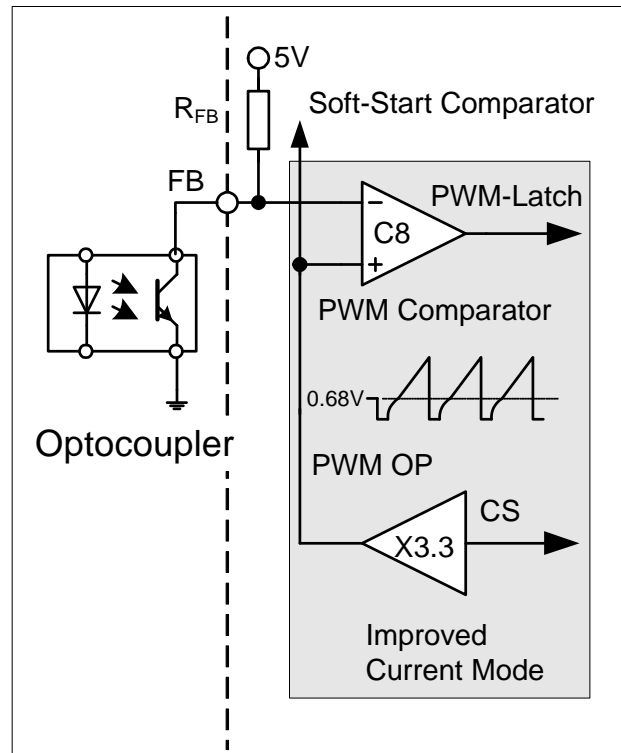 5V
R_FB
Soft-Start Comparator
FB
PWM-Latch
−
C8
+
PWM Comparator
0.68V
Optocoupler
PWM OP
CS
X3.3
Improved
Current Mode